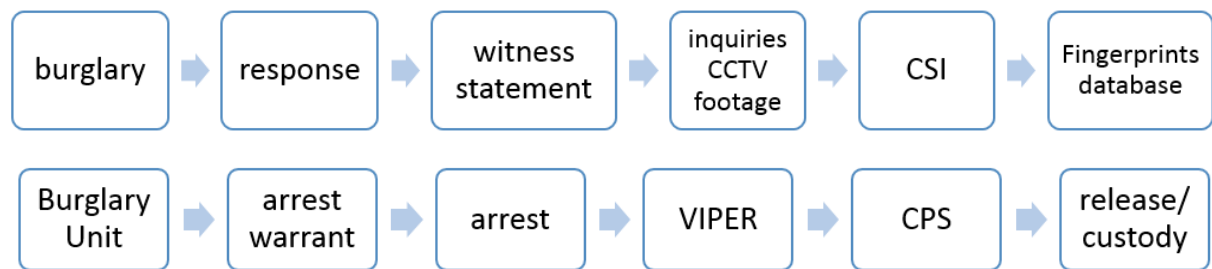 burglary
response
witness
statement
inquiries
CCTV
footage
CSI
Fingerprints
database
Burglary
Unit
arrest
warrant
arrest
VIPER
CPS
release/
custody